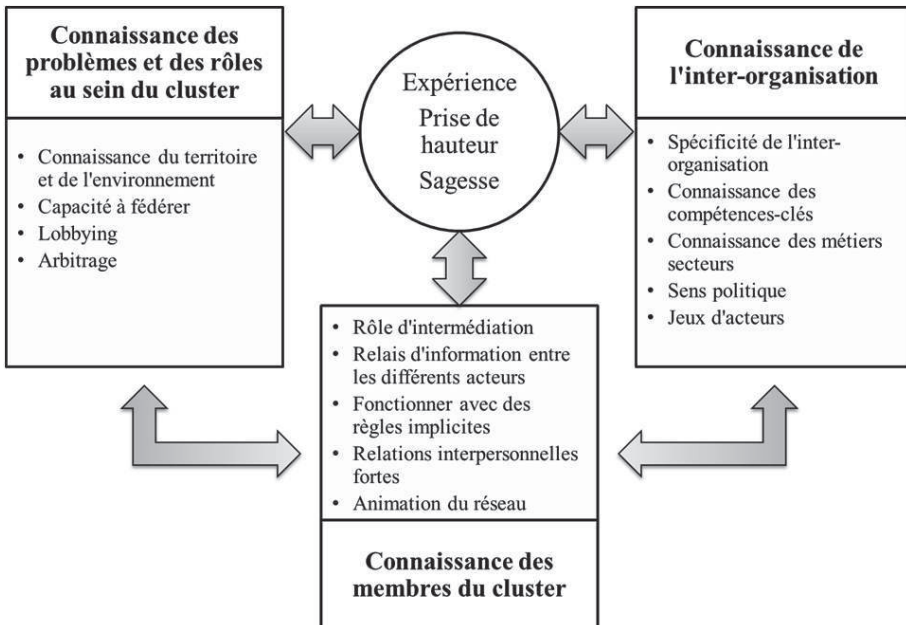 Connaissance des
problèmes et des rôles
au sein du cluster
• Connaissance du territoire
et de l'environnement
• Capacité à fédérer
• Lobbying
• Arbitrage
Expérience
Prise de
hauteur
Sagesse
Connaissance de
l'inter-organisation
• Spécificité de l'inter-
organisation
• Connaissance des
compétences-clés
• Connaissance des métiers
secteurs
• Sens politique
• Jeux d'acteurs
• Rôle d'intermédiation
• Relais d'information entre
les différents acteurs
• Fonctionner avec des
règles implicites
• Relations interpersonnelles
fortes
• Animation du réseau
Connaissance des
membres du cluster